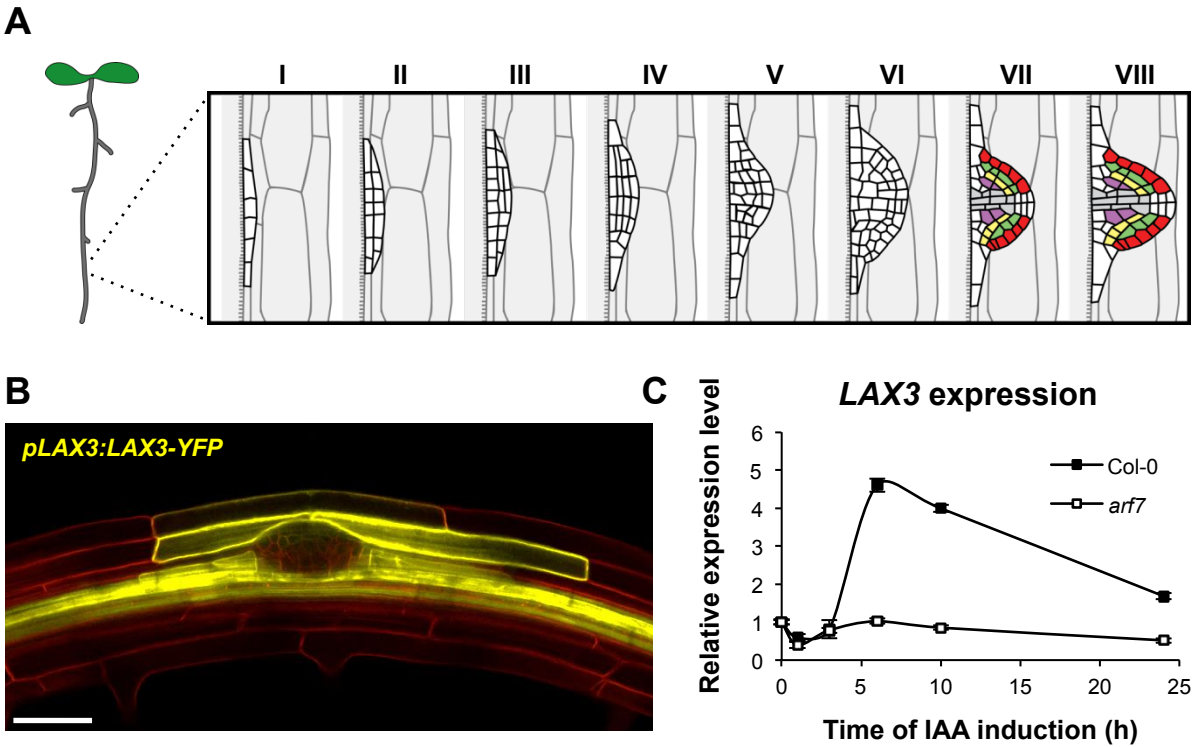 A
I II III IV V VI VII VIII
B
pLAX3:LAX3-YFP
C
LAX3 expression
Relative expression level
6
5
4
3
2
1
0
Col-0
arf7
0 5 10 15 20 25
Time of IAA induction (h)